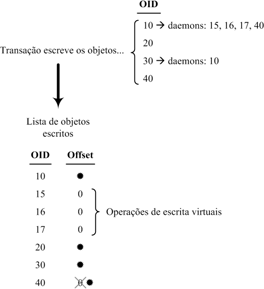 OID
10 → daemons: 15, 16, 17, 40
Transação escreve os objetos...
20
30 → daemons: 10
40
Lista de objetos
escritos
OID Offset
10 ●
15 0
16 0
Operações de escrita virtuais
17 0
20 ●
30 ●
40 0 ●